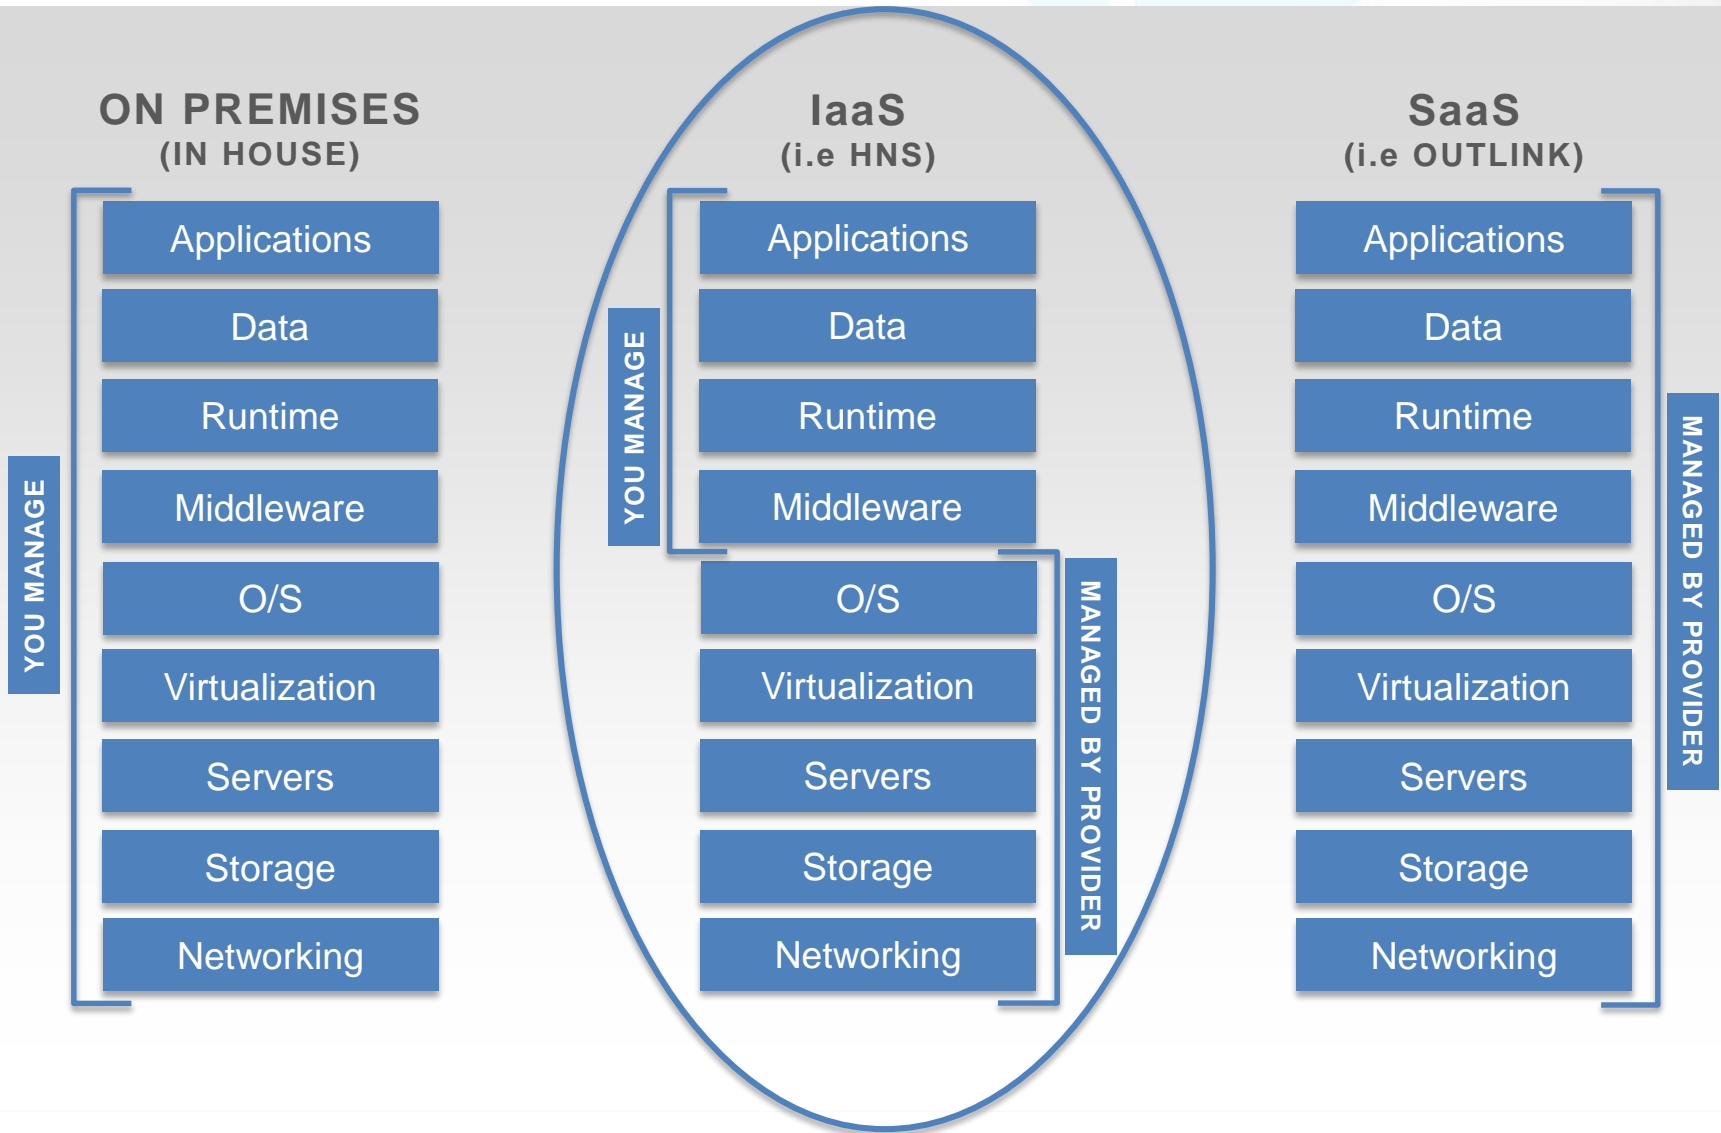 ON PREMISES
(IN HOUSE)
YOU MANAGE
Applications
Data
Runtime
Middleware
O/S
Virtualization
Servers
Storage
Networking
IaaS
(i.e HNS)
YOU MANAGE
Applications
Data
Runtime
Middleware
O/S
Virtualization
Servers
Storage
Networking
MANAGED BY PROVIDER
SaaS
(i.e OUTLINK)
Applications
Data
Runtime
Middleware
O/S
Virtualization
Servers
Storage
Networking
MANAGED BY PROVIDER